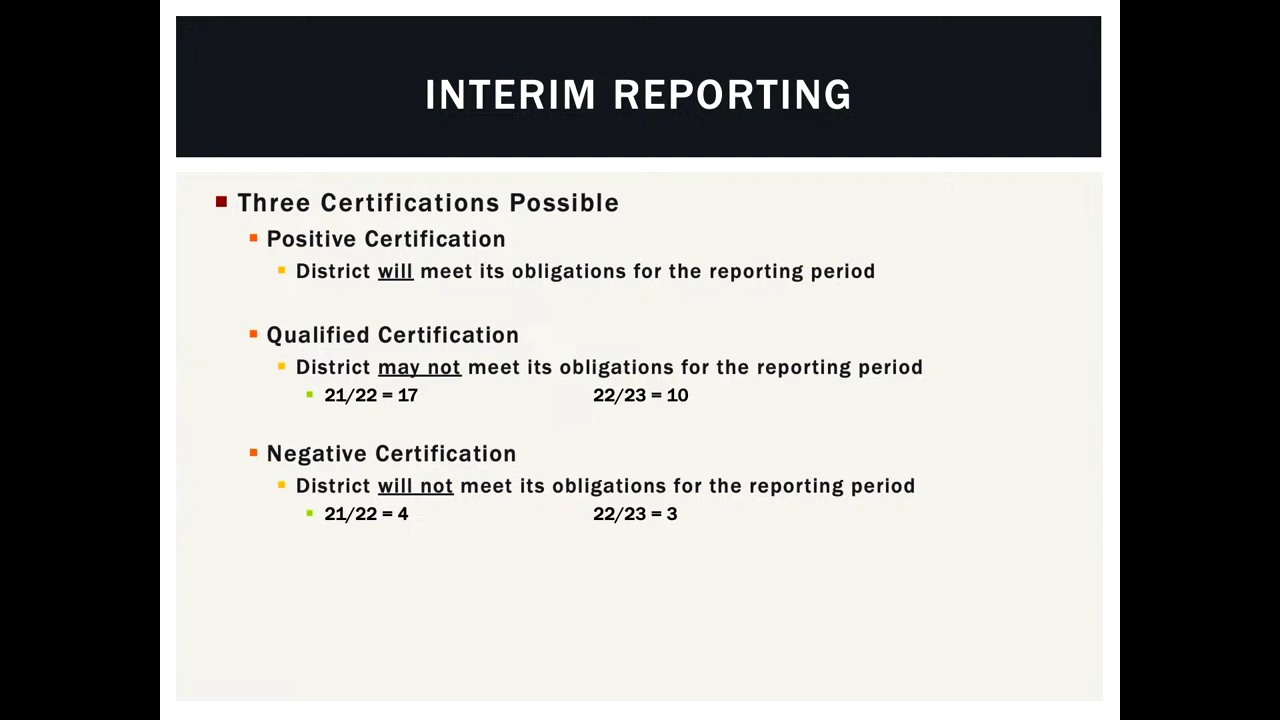 INTERIM REPORTING
Three Certifications Possible
Positive Certification
District will meet its obligations for the reporting period
Qualified Certification
District may not meet its obligations for the reporting period
21/22 = 17 22/23 = 10
Negative Certification
District will not meet its obligations for the reporting period
21/22 = 4 22/23 = 3